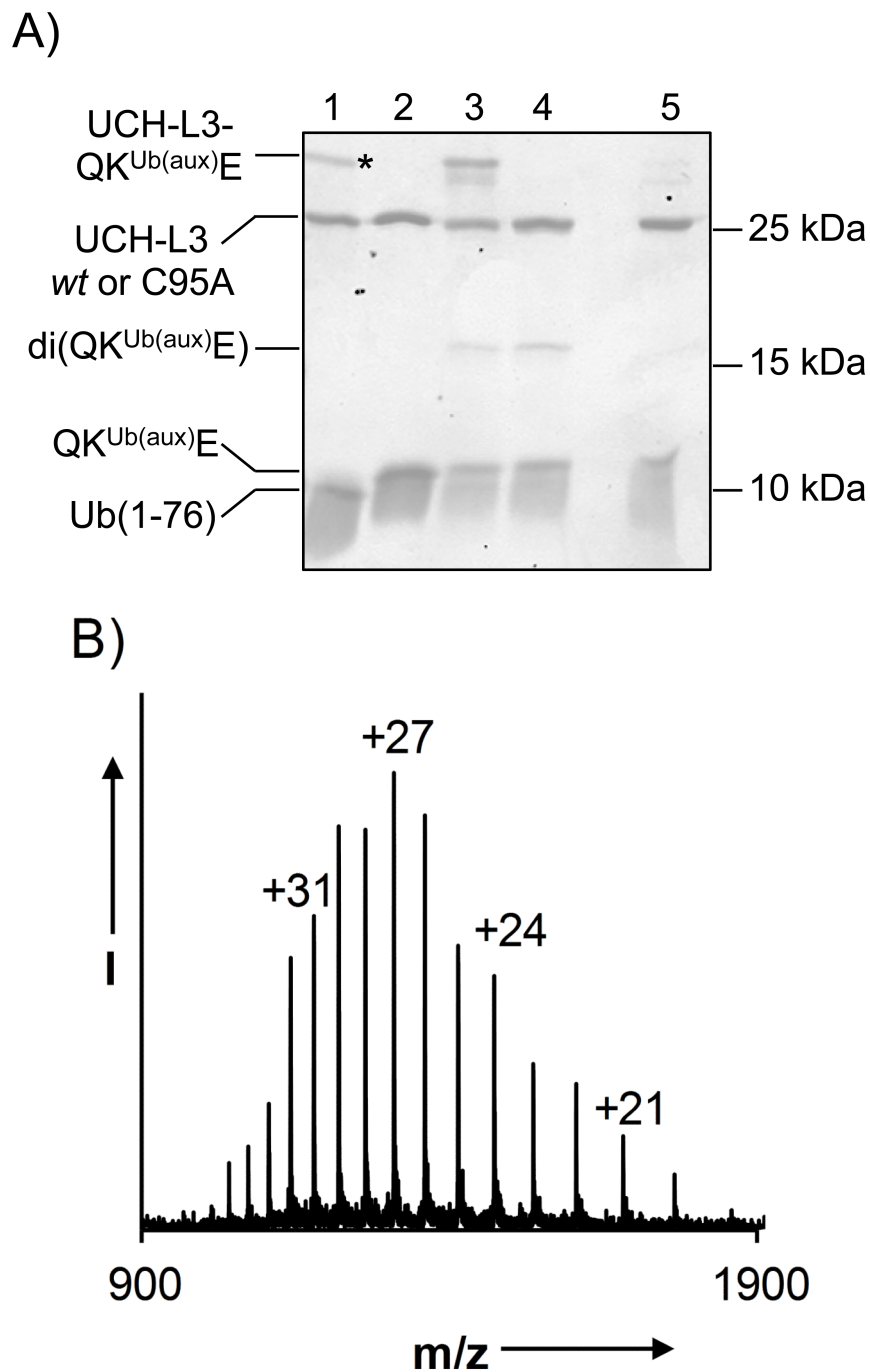 A)
1 2 3 4 5
UCH-L3-
QKUb(aux)E
*
UCH-L3
wt or C95A
25 kDa
di(QKUb(aux)E)
15 kDa
QKUb(aux)E
10 kDa
Ub(1-76)
B)
+27
+31
+24
I
+21
900 1900
m/z